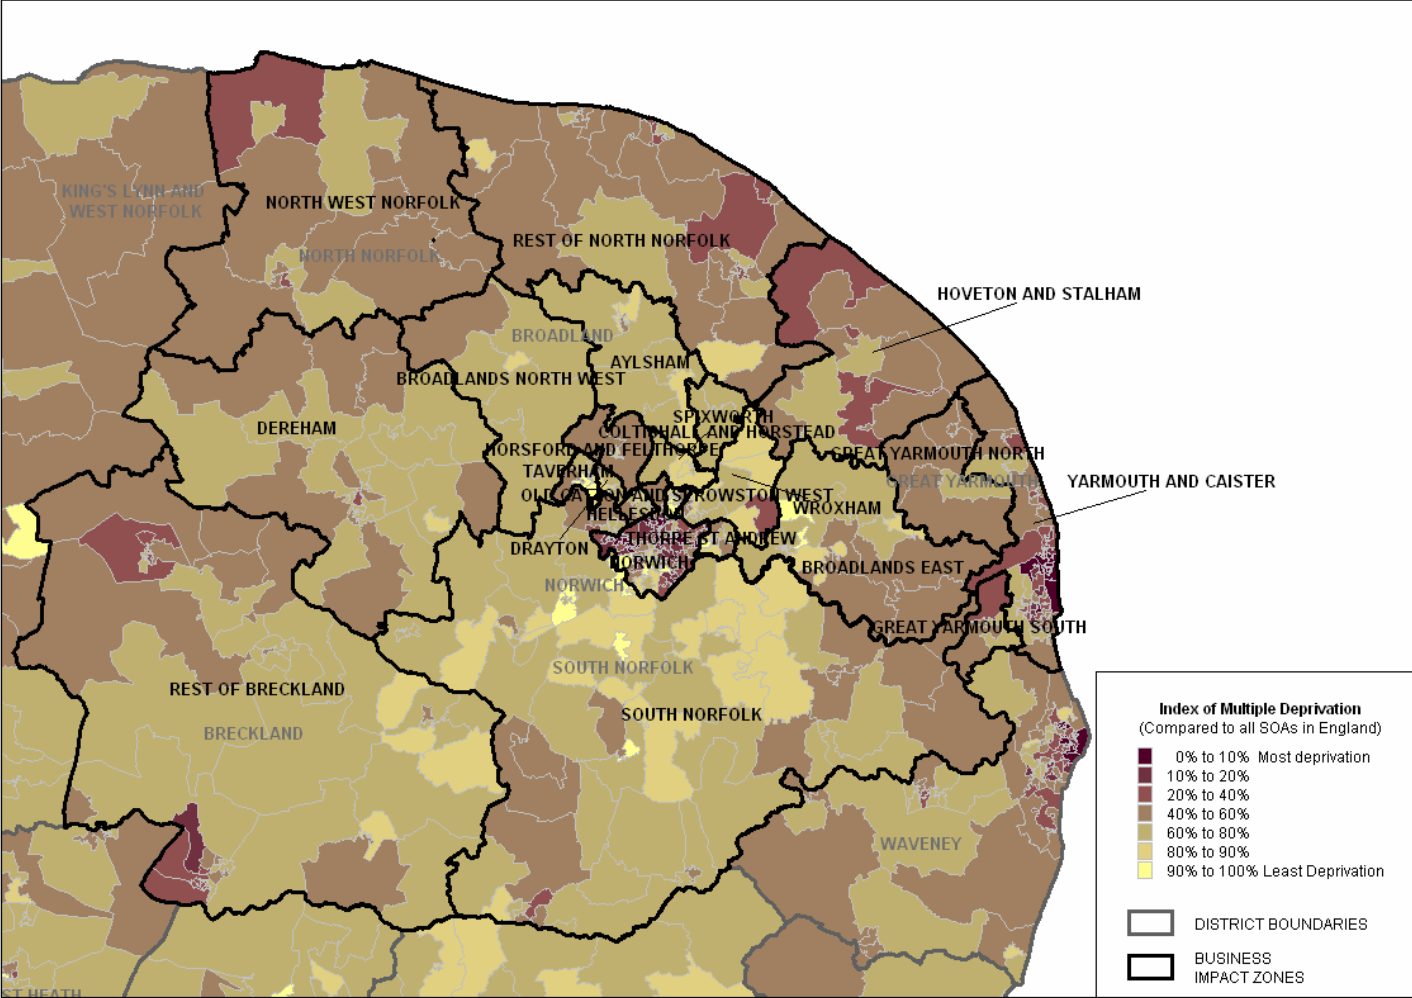 KING'S LYNN AND
WEST NORFOLK
NORTH WEST NORFOLK
NORTH NORFOLK
REST OF NORTH NORFOLK
HOVETON AND STALHAM
BROADLAND
AYLSHAM
BROADLANDS NORTH WEST
DEREHAM
SPIXWORTH
COLTISHALL AND HORSTEAD
HORSFORD AND FELTHORPE
GREAT YARMOUTH NORTH
TAVERHAM
GREAT YARMOUTH
YARMOUTH AND CAISTER
OLD CATTON AND SPROWSTON WEST
HELLESDON
WROXHAM
DRAYTON
THORPE ST ANDREW
NORWICH
BROADLANDS EAST
NORWICH
GREAT YARMOUTH SOUTH
SOUTH NORFOLK
REST OF BRECKLAND
SOUTH NORFOLK
BRECKLAND
WAVENEY
ST HEATH
Index of Multiple Deprivation
(Compared to all SOAs in England)
0% to 10% Most deprivation
10% to 20%
20% to 40%
40% to 60%
60% to 80%
80% to 90%
90% to 100% Least Deprivation
DISTRICT BOUNDARIES
BUSINESS
IMPACT ZONES